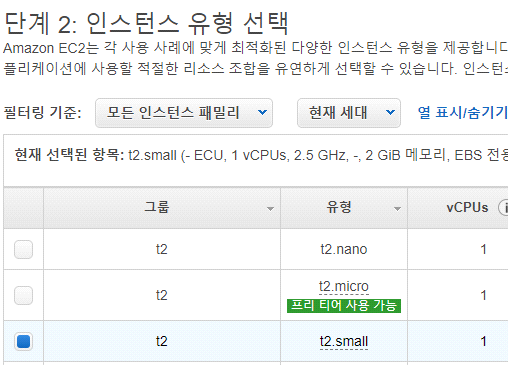 단계 2: 인스턴스 유형 선택
Amazon EC2는 각 사용 사례에 맞게 최적화된 다양한 인스턴스 유형을 제공합니다
플리케이션에 사용할 적절한 리소스 조합을 유연하게 선택할 수 있습니다. 인스턴스
필터링 기준: 모든 인스턴스 패밀리 현재 세대 열 표시/숨기기
현재 선택된 항목: t2.small (- ECU, 1 vCPUs, 2.5 GHz, -, 2 GiB 메모리, EBS 전용
그룹 유형 vCPUs
t2 t2.nano 1
t2 t2.micro 1
프리 티어 사용 가능
t2 t2.small 1